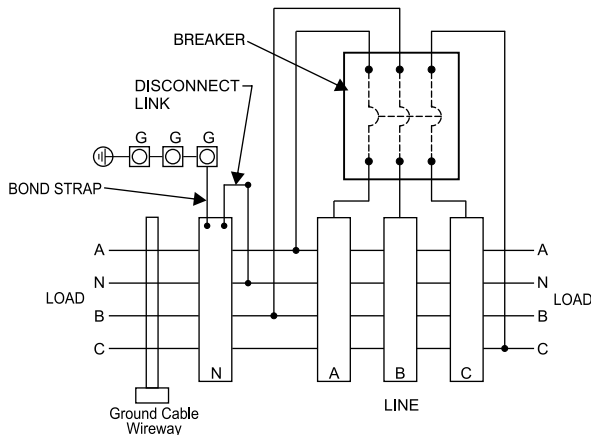 BREAKER
DISCONNECT
LINK
G G G
BOND STRAP
A A
N N
LOAD LOAD
B B
C C
N A B C
LINE
Ground Cable
Wireway